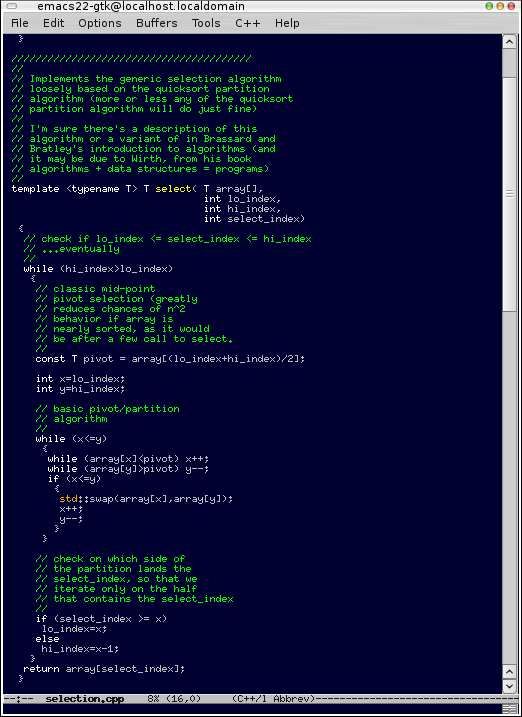 emacs22-gtk@localhost.localdomain
File Edit Options Buffers Tools C++ Help
}
////////////////////////////////////////
//
// Implements the generic selection algorithm
// loosely based on the quicksort partition
// algorithm (more or less any of the quicksort
// partition algorithm will do just fine)
//
// I'm sure there's a description of this
// algorithm or a variant of in Brassard and
// Bratley's introduction to algorithms (and
// it may be due to Wirth, from his book
// algorithms + data structures = programs)
//
template <typename T> T select( T array[],
int lo_index,
int hi_index,
int select_index)
{
// check if lo_index <= select_index <= hi_index
// ...eventually
//
while (hi_index>lo_index)
{
// classic mid-point
// pivot selection (greatly
// reduces chances of n^2
// behavior if array is
// nearly sorted, as it would
// be after a few call to select.
//
const T pivot = array[(lo_index+hi_index)/2];
int x=lo_index;
int y=hi_index;
// basic pivot/partition
// algorithm
//
while (x<=y)
{
while (array[x]<pivot) x++;
while (array[y]>pivot) y--;
if (x<=y)
{
std::swap(array[x],array[y]);
x++;
y--;
}
}
// check on which side of
// the partition lands the
// select_index, so that we
// iterate only on the half
// that contains the select_index
//
if (select_index >= x)
lo_index=x;
else
hi_index=x-1;
}
return array[select_index];
}
--:-- selection.cpp 8% (16,0) (C++/l Abbrev)--------------------------------